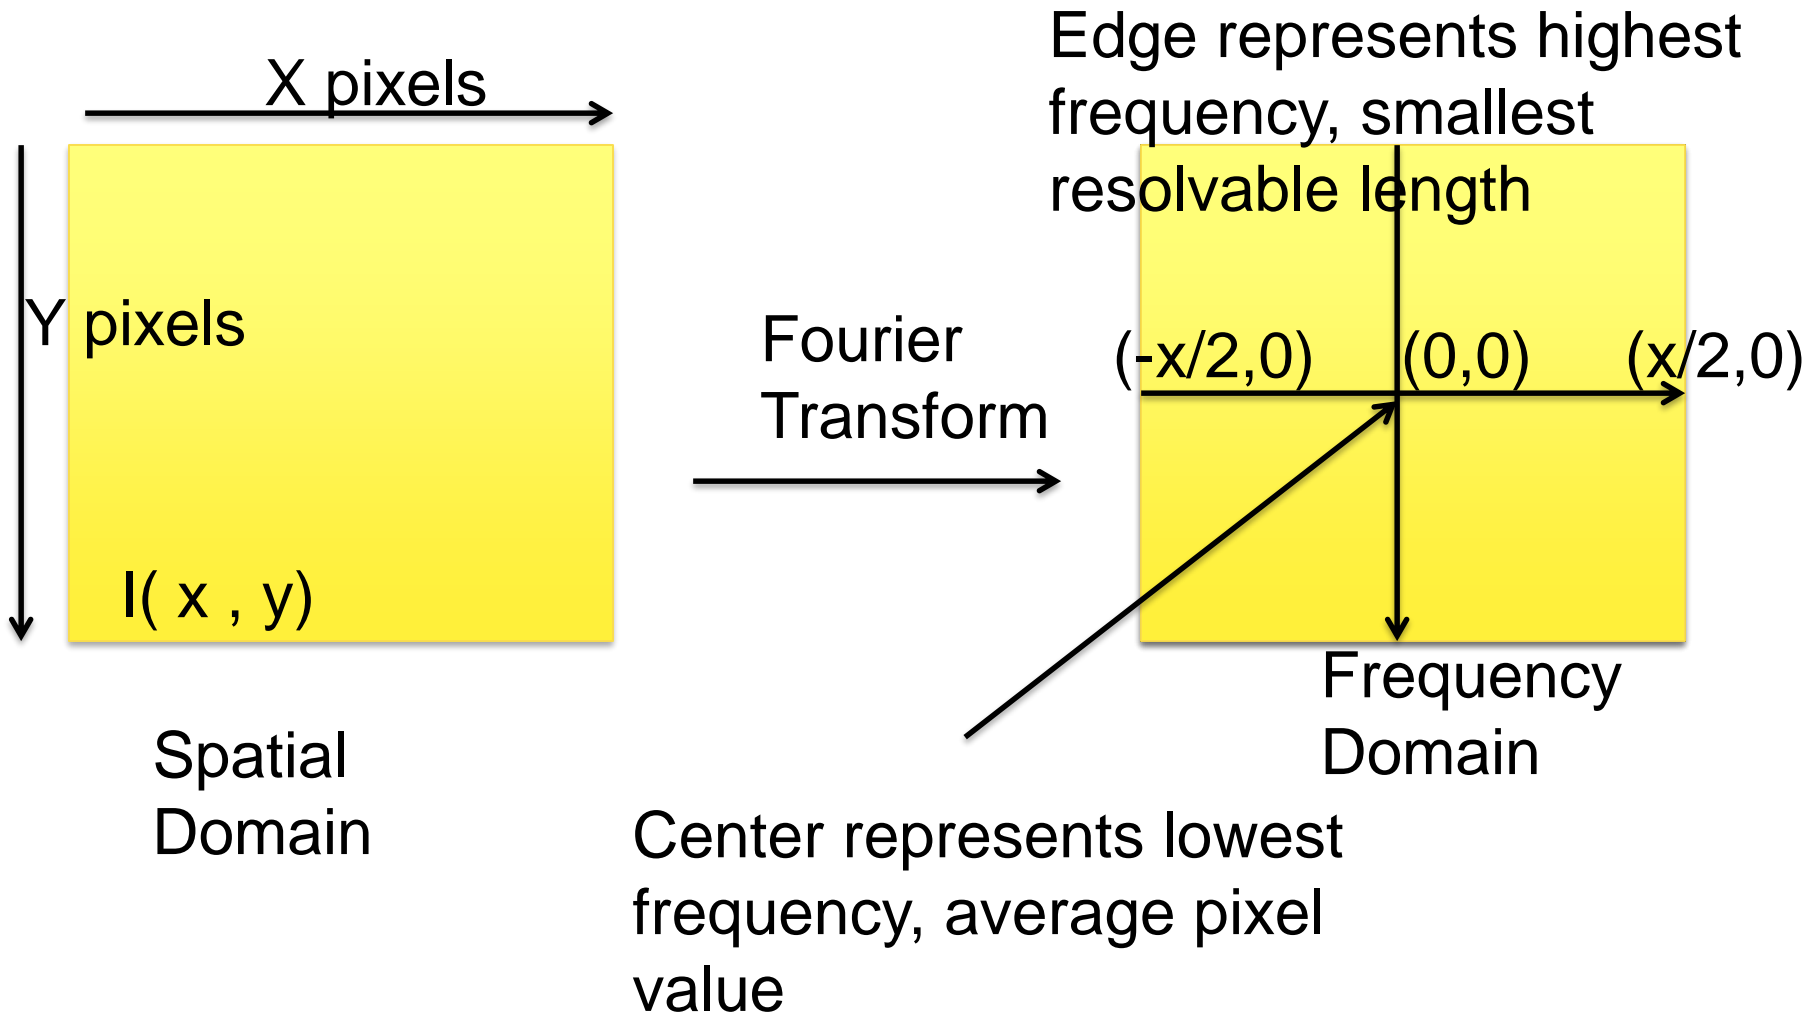 X pixels
Y pixels
I( x , y)
Spatial
Domain
Fourier
Transform
Edge represents highest
frequency, smallest
resolvable length
(-x/2,0) (0,0) (x/2,0)
Frequency
Domain
Center represents lowest
frequency, average pixel
value